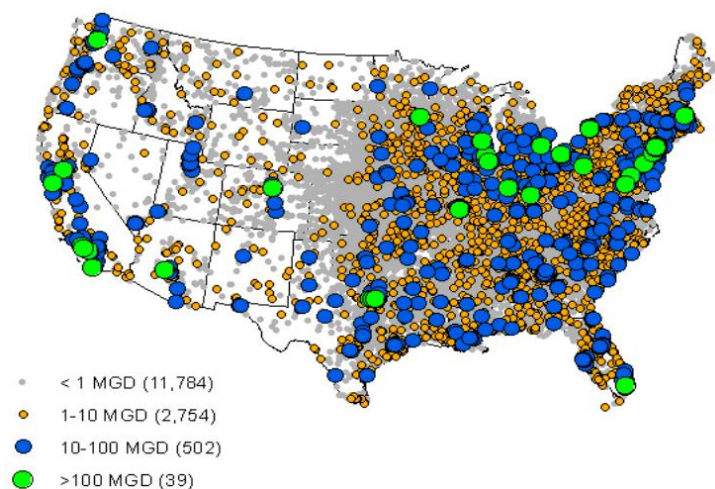 < 1 MGD (11,784)
1-10 MGD (2,754)
10-100 MGD (502)
>100 MGD (39)